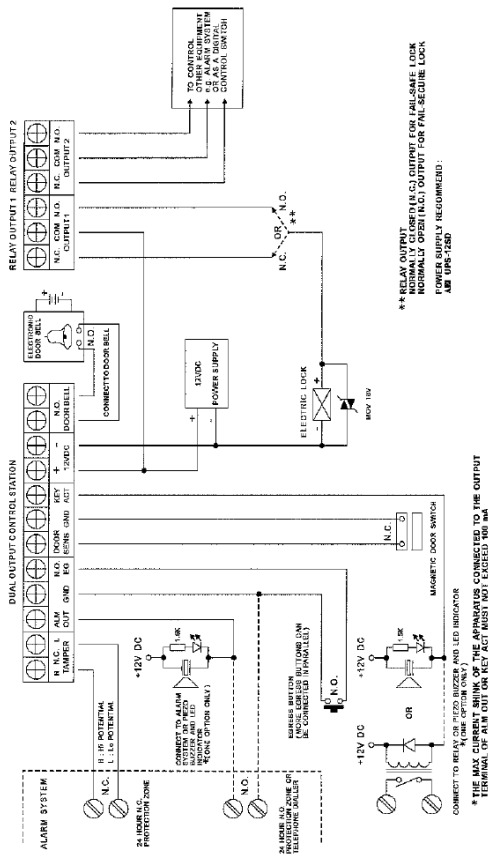 DUAL OUTPUT CONTROL STATION
RELAY OUTPUT 1
RELAY OUTPUT 2
H N.C. L
TAMPER
ALM
OUT
GND
N.O.
EG
DOOR
SENS
GND
KEY
ACT
+ -
12VDC
N.O.
DOOR BELL
N.C. COM N.O.
OUTPUT 1
N.C. COM N.O.
OUTPUT 2
ELECTRONIC
DOOR BELL
+
N.O.
CONNECT TO DOOR BELL
TO CONTROL
OTHER EQUIPMENT
e.g. ALARM SYSTEM
OR AS A DIGITAL
CONTROL SWITCH
12VDC
POWER SUPPLY
+
-
N.C.
OR
N.O.
**
ELECTRIC LOCK
- +
MOV 18V
** RELAY OUTPUT
NORMALLY CLOSED (N.C.) OUTPUT FOR FAIL-SAFE LOCK
NORMALLY OPEN (N.O.) OUTPUT FOR FAIL-SECURE LOCK
POWER SUPPLY RECOMMEND :
UPS-12SD
ALARM SYSTEM
H : Hi POTENTIAL
L : Lo POTENTIAL
N.C.
24 HOUR N.C.
PROTECTION ZONE
+12V DC
1.5K
CONNECT TO ALARM
SYSTEM OR PIEZO
BUZZER AND LED
INDICATOR
*(ONE OPTION ONLY)
N.O.
24 HOUR N.O.
PROTECTION ZONE OR
TELEPHONE DIALLER
EGRESS BUTTON
(MORE EGRESS BUTTONS CAN
BE CONNECTED IN PARALLEL)
N.O.
N.C.
MAGNETIC DOOR SWITCH
+12V DC
OR
+12V DC
1.5K
CONNECT TO RELAY OR PIEZO BUZZER AND LED INDICATOR
*(ONE OPTION ONLY)
* THE MAX CURRENT SHINK OF THE APPARATUS CONNECTED TO THE OUTPUT
TERMINAL OF ALM OUT OR KEY ACT MUST NOT EXCEED 100 mA